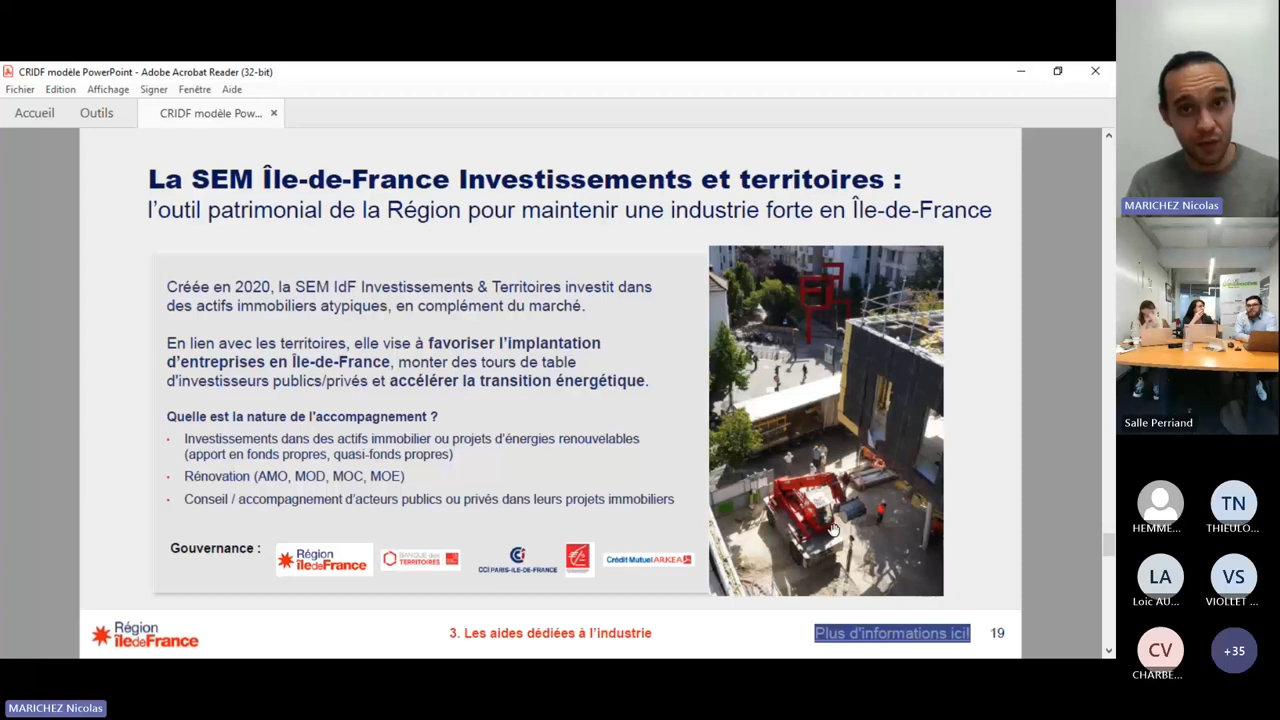 CRIDF modèle PowerPoint - Adobe Acrobat Reader (32-bit)
Fichier Edition Affichage Signer Fenêtre Aide
Accueil Outils CRIDF modèle Pow...
La SEM Île-de-France Investissements et territoires :
l'outil patrimonial de la Région pour maintenir une industrie forte en Île-de-France
Créée en 2020, la SEM IdF Investissements & Territoires investit dans
des actifs immobiliers atypiques, en complément du marché.
En lien avec les territoires, elle vise à favoriser l'implantation
d'entreprises en Île-de-France, monter des tours de table
d'investisseurs publics/privés et accélérer la transition énergétique.
Quelle est la nature de l'accompagnement ?
Investissements dans des actifs immobilier ou projets d'énergies renouvelables
(apport en fonds propres, quasi-fonds propres)
Rénovation (AMO, MOD, MOC, MOE)
Conseil / accompagnement d'acteurs publics ou privés dans leurs projets immobiliers
Gouvernance :
Région îledeFrance
BANQUE des TERRITOIRES
CCI PARIS-ILE-DE-FRANCE
Crédit Mutuel ARKEA
Région îledeFrance
3. Les aides dédiées à l'industrie
Plus d'informations ici!
19
MARICHEZ Nicolas
Salle Perriand
HEMME...
TN
THIEULO...
LA
Loic AU...
VS
VIOLLET ...
CV
CHARBE...
+35
MARICHEZ Nicolas